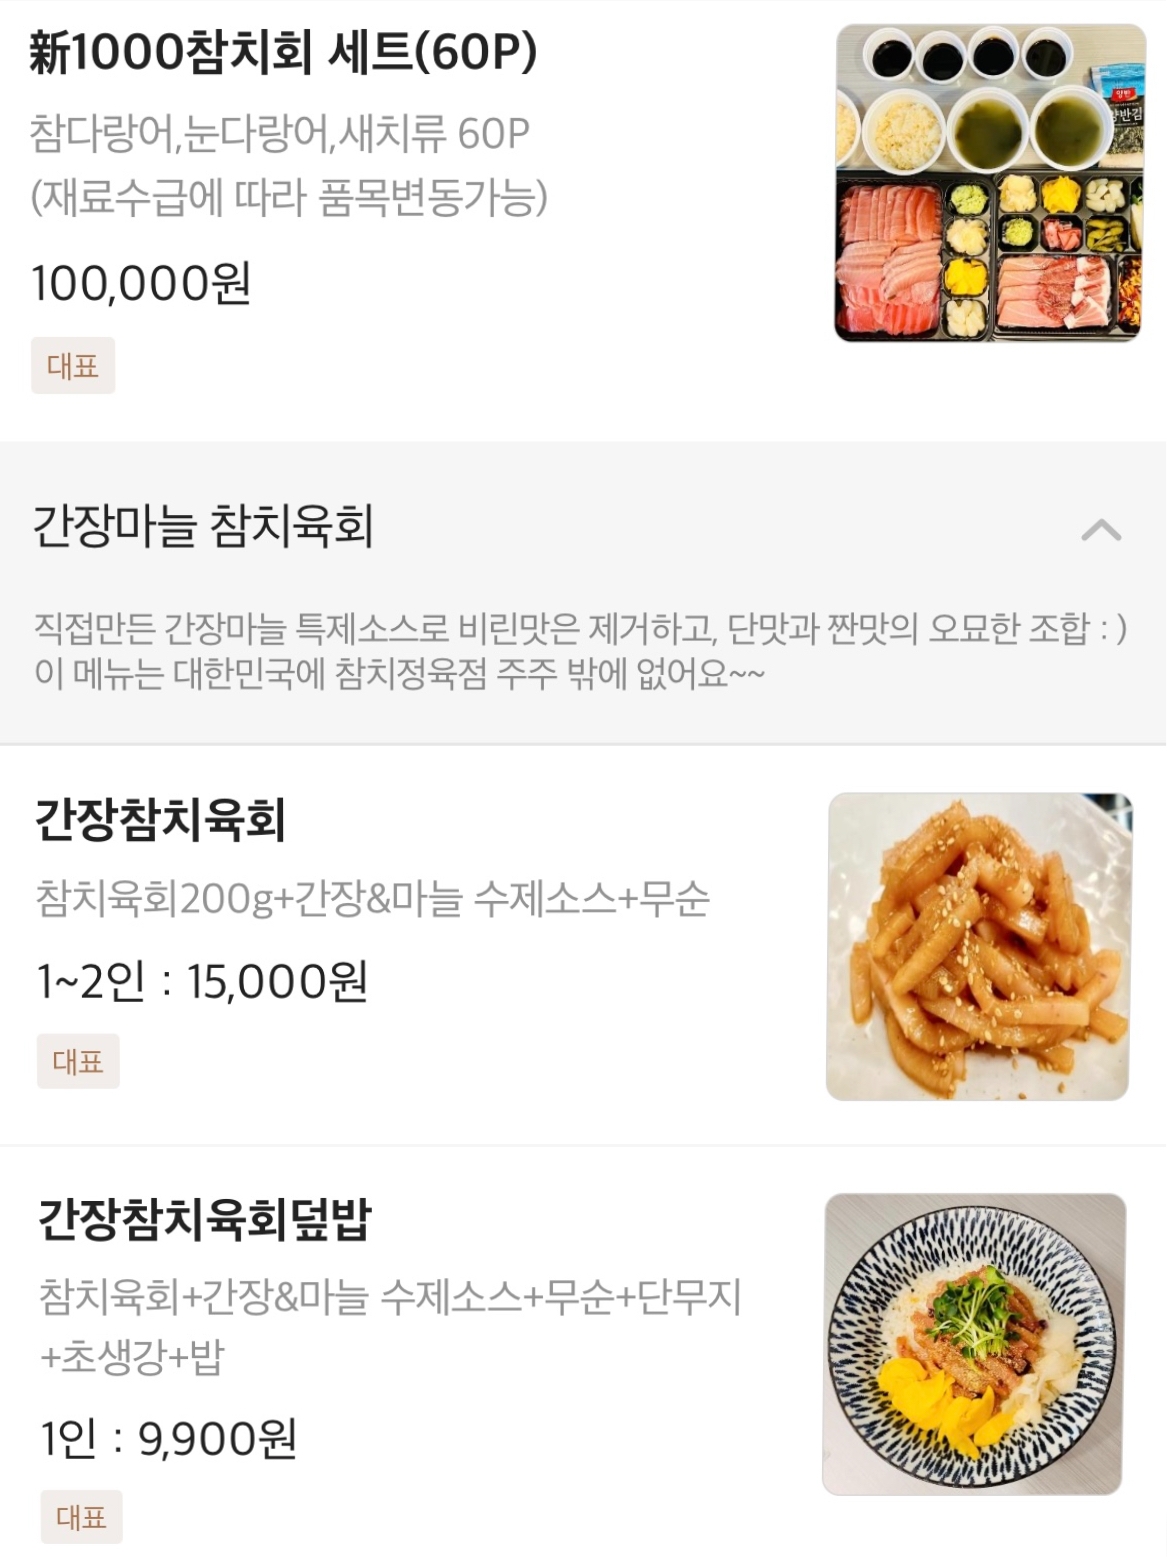 新1000참치회 세트(60P)
참다랑어,눈다랑어,새치류 60P
(재료수급에 따라 품목변동가능)
100,000원
대표
양반
양반김
간장마늘 참치육회
직접만든 간장마늘 특제소스로 비린맛은 제거하고, 단맛과 짠맛의 오묘한 조합 : )
이 메뉴는 대한민국에 참치정육점 주주 밖에 없어요~~
간장참치육회
참치육회200g+간장&마늘 수제소스+무순
1~2인 : 15,000원
대표
간장참치육회덮밥
참치육회+간장&마늘 수제소스+무순+단무지
+초생강+밥
1인 : 9,900원
대표